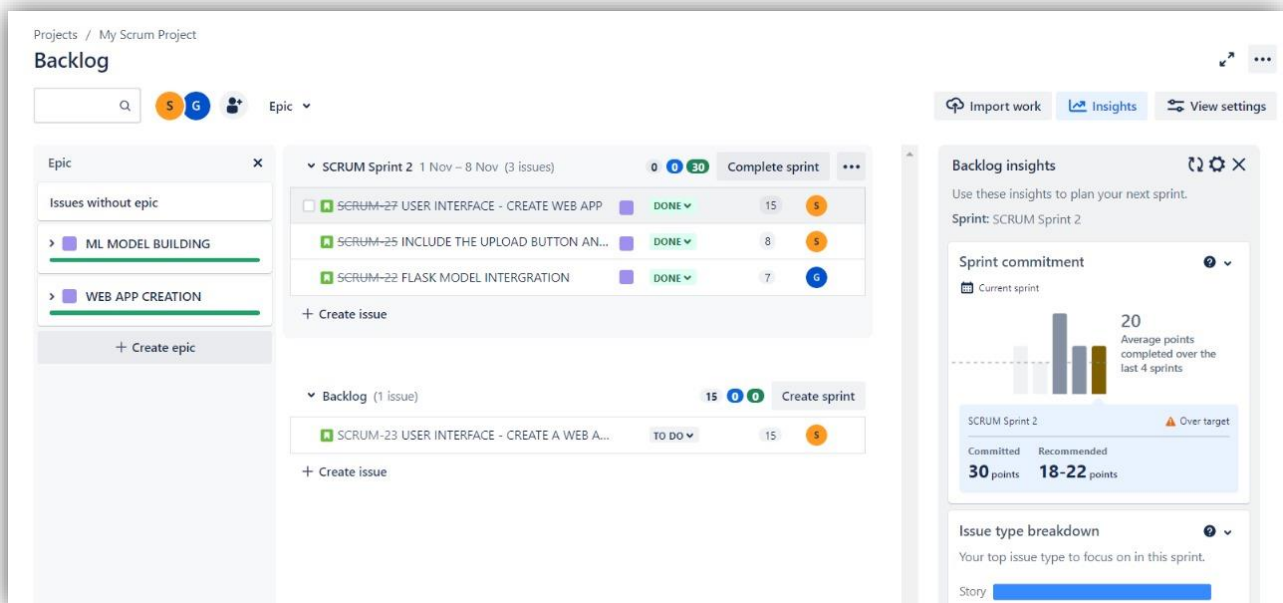 Projects / My Scrum Project
Backlog
S G Epic
Import work Insights View settings
Epic
Issues without epic
ML MODEL BUILDING
WEB APP CREATION
+ Create epic
SCRUM Sprint 2 1 Nov – 8 Nov (3 issues) 0 0 30 Complete sprint
SCRUM-27 USER INTERFACE - CREATE WEB APP DONE 15 S
SCRUM-25 INCLUDE THE UPLOAD BUTTON AN... DONE 8 S
SCRUM-22 FLASK MODEL INTERGRATION DONE 7 G
+ Create issue
Backlog (1 issue) 15 0 0 Create sprint
SCRUM-23 USER INTERFACE - CREATE A WEB A... TO DO 15 S
+ Create issue
Backlog insights
Use these insights to plan your next sprint.
Sprint: SCRUM Sprint 2
Sprint commitment
Current sprint
20
Average points
completed over the
last 4 sprints
SCRUM Sprint 2 Over target
Committed Recommended
30 points 18-22 points
Issue type breakdown
Your top issue type to focus on in this sprint.
Story